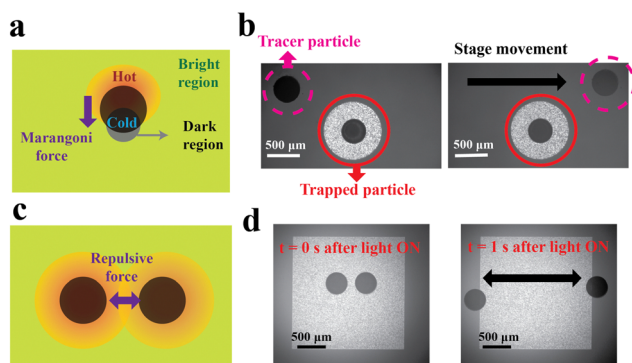 a
Hot
Bright
region
Cold
Marangoni
force
Dark
region
b
Tracer particle
500 μm
Trapped particle
Stage movement
500 μm
c
Repulsive
force
d
t = 0 s after light ON
500 μm
t = 1 s after light ON
500 μm